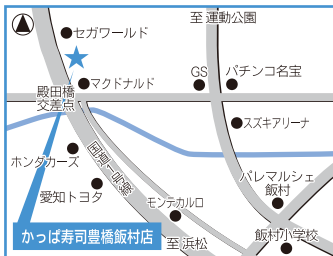 至運動公園
セガワールド
マクドナルド
GS
パチンコ名宝
殿田橋
交差点
スズキアリーナ
ホンダカーズ
国道1号線
愛知トヨタ
パレマルシェ
飯村
モンテカルロ
かっぱ寿司豊橋飯村店
至浜松
飯村小学校